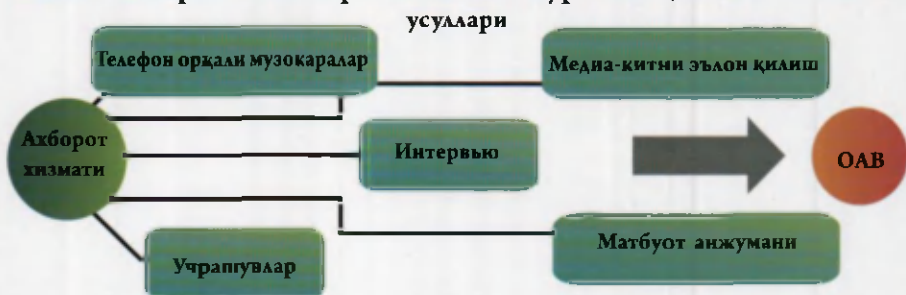 усуллари
Телефон орқали музокаралар
Медиа-китни эълон қилиш
Ахборот
хизмати
Интервью
ОАВ
Учрашувлар
Матбуот анжумани